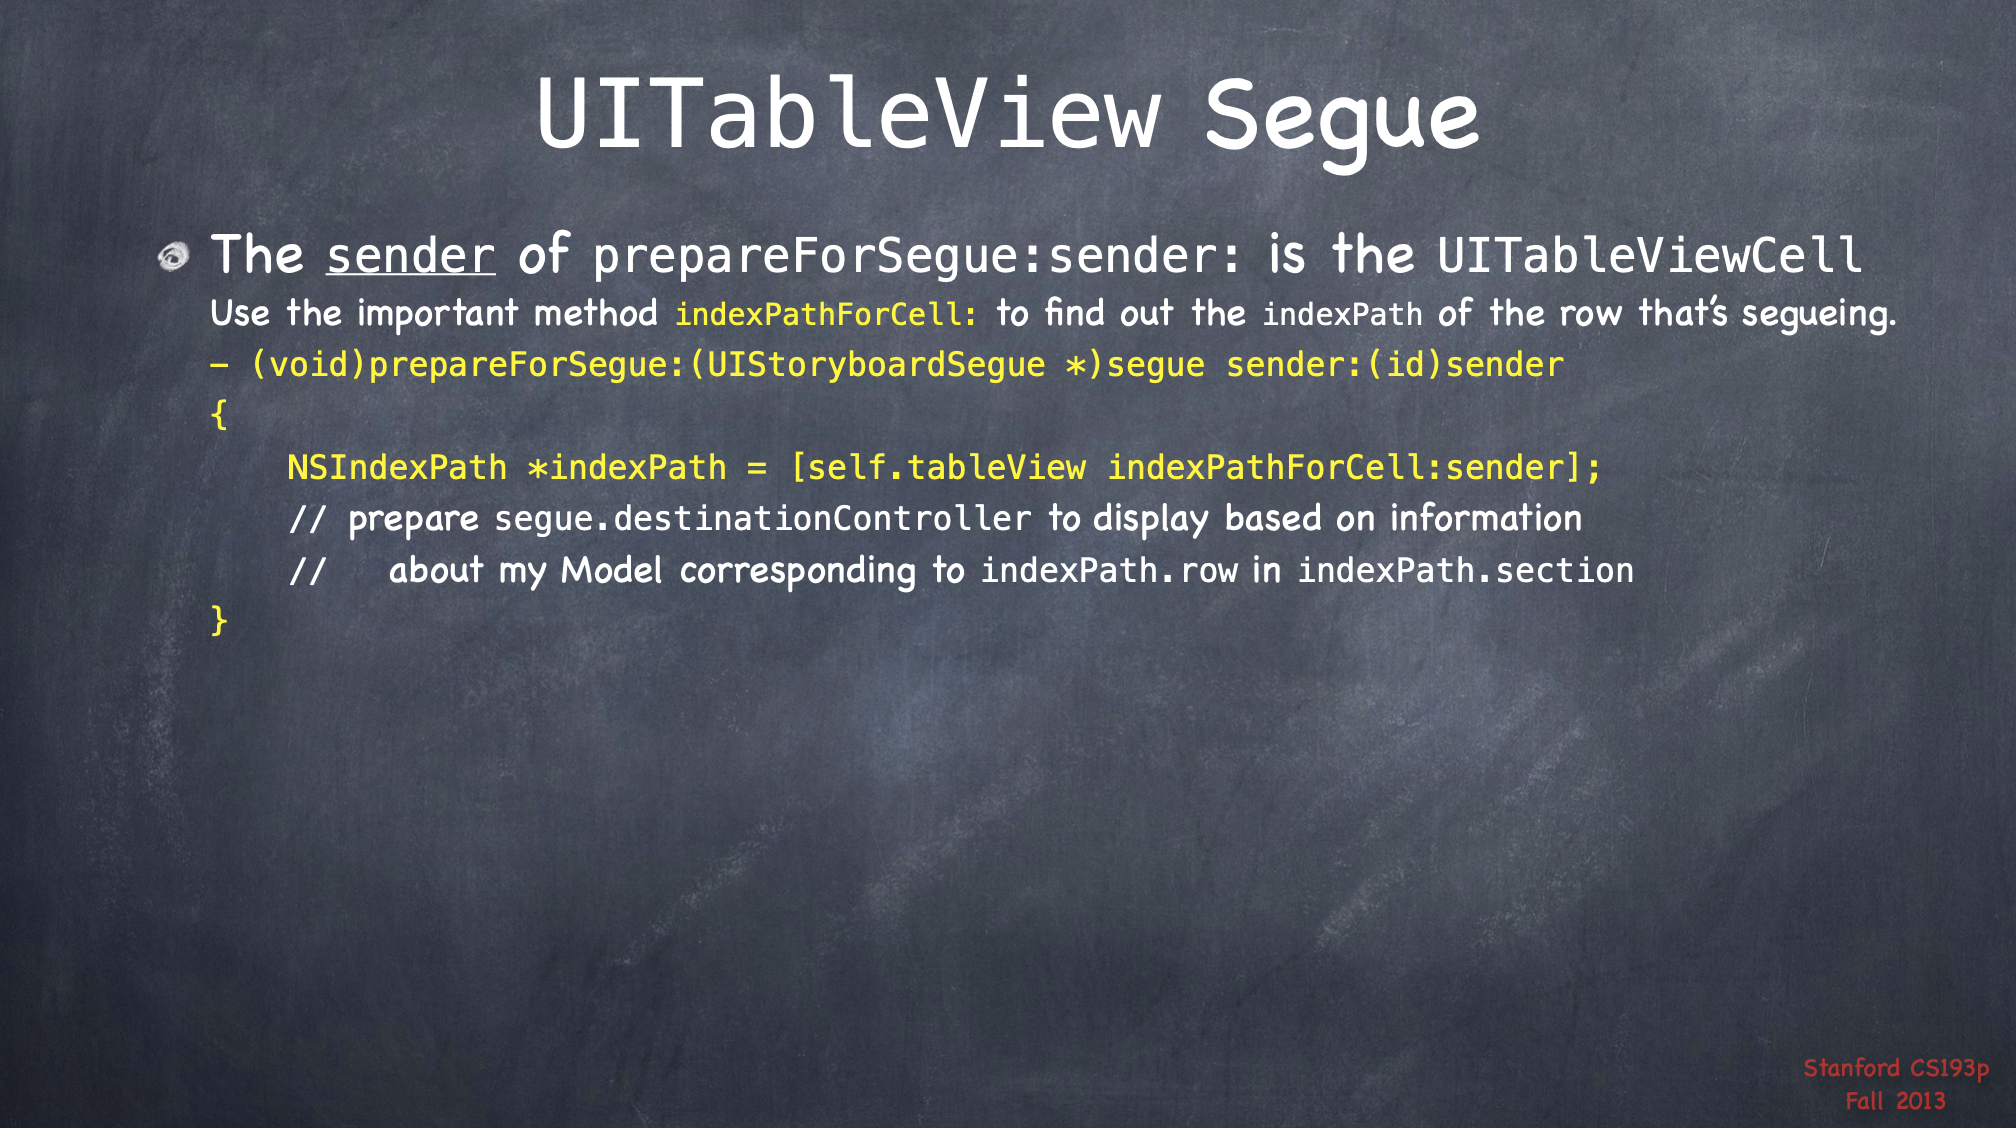 UITableView Segue
The sender of prepareForSegue:sender: is the UITableViewCell
Use the important method indexPathForCell: to find out the indexPath of the row that's segueing.
- (void)prepareForSegue:(UIStoryboardSegue *)segue sender:(id)sender
{
    NSIndexPath *indexPath = [self.tableView indexPathForCell:sender];
    // prepare segue.destinationController to display based on information
    //   about my Model corresponding to indexPath.row in indexPath.section
}
Stanford CS193p
Fall 2013